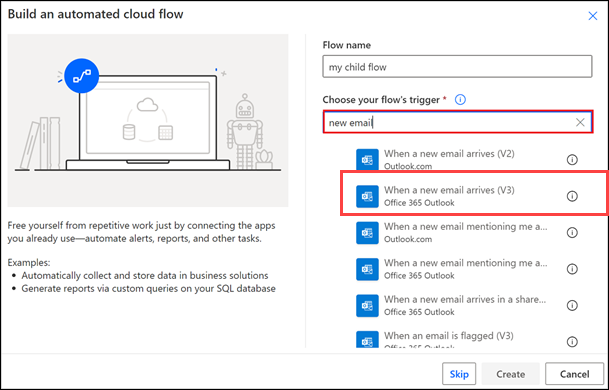 Build an automated cloud flow
Free yourself from repetitive work just by connecting the apps
you already use—automate alerts, reports, and other tasks.
Examples:
• Automatically collect and store data in business solutions
• Generate reports via custom queries on your SQL database
Flow name
my child flow
Choose your flow's trigger *
new email
When a new email arrives (V2)
Outlook.com
When a new email arrives (V3)
Office 365 Outlook
When a new email mentioning me a...
Outlook.com
When a new email mentioning me a...
Office 365 Outlook
When a new email arrives in a share...
Office 365 Outlook
When an email is flagged (V3)
Office 365 Outlook
Skip
Create
Cancel